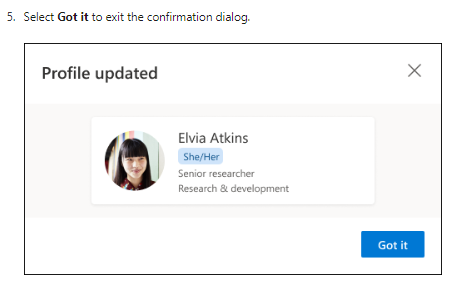 5. Select Got it to exit the confirmation dialog.
Profile updated
Elvia Atkins
She/Her
Senior researcher
Research & development
Got it